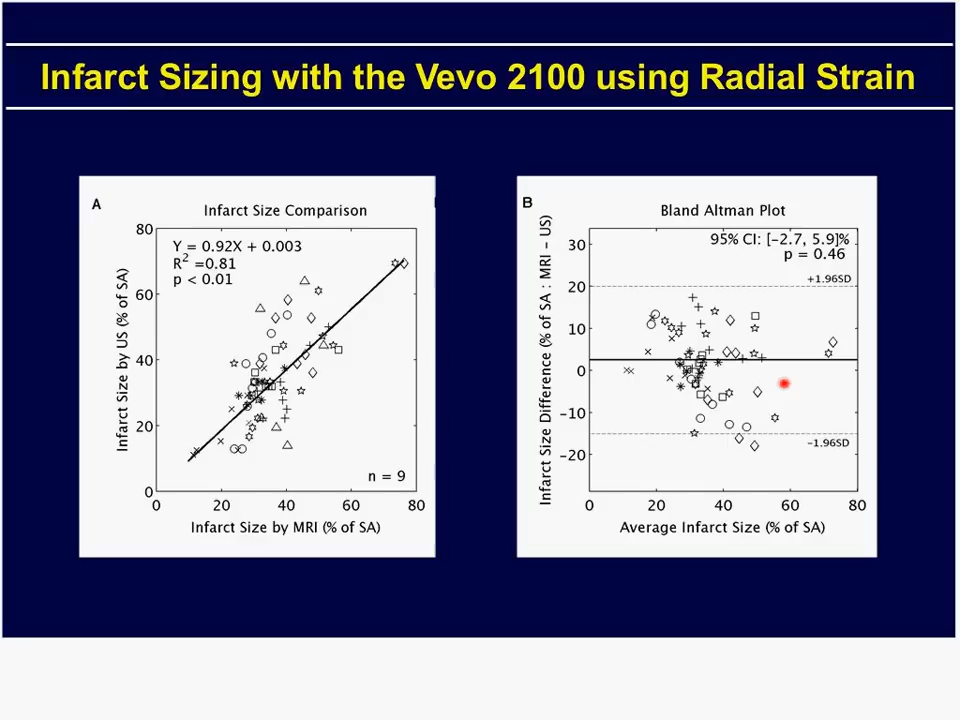 Infarct Sizing with the Vevo 2100 using Radial Strain
A
Infarct Size Comparison
Y = 0.92X + 0.003
R² =0.81
p < 0.01
n = 9
Infarct Size by US (% of SA)
80
60
40
20
0
0 20 40 60 80
Infarct Size by MRI (% of SA)
B
Bland Altman Plot
95% CI: [-2.7, 5.9]%
p = 0.46
+1.96SD
−1.96SD
Infarct Size Difference (% of SA : MRI – US)
30
20
10
0
−10
−20
0 20 40 60 80
Average Infarct Size (% of SA)